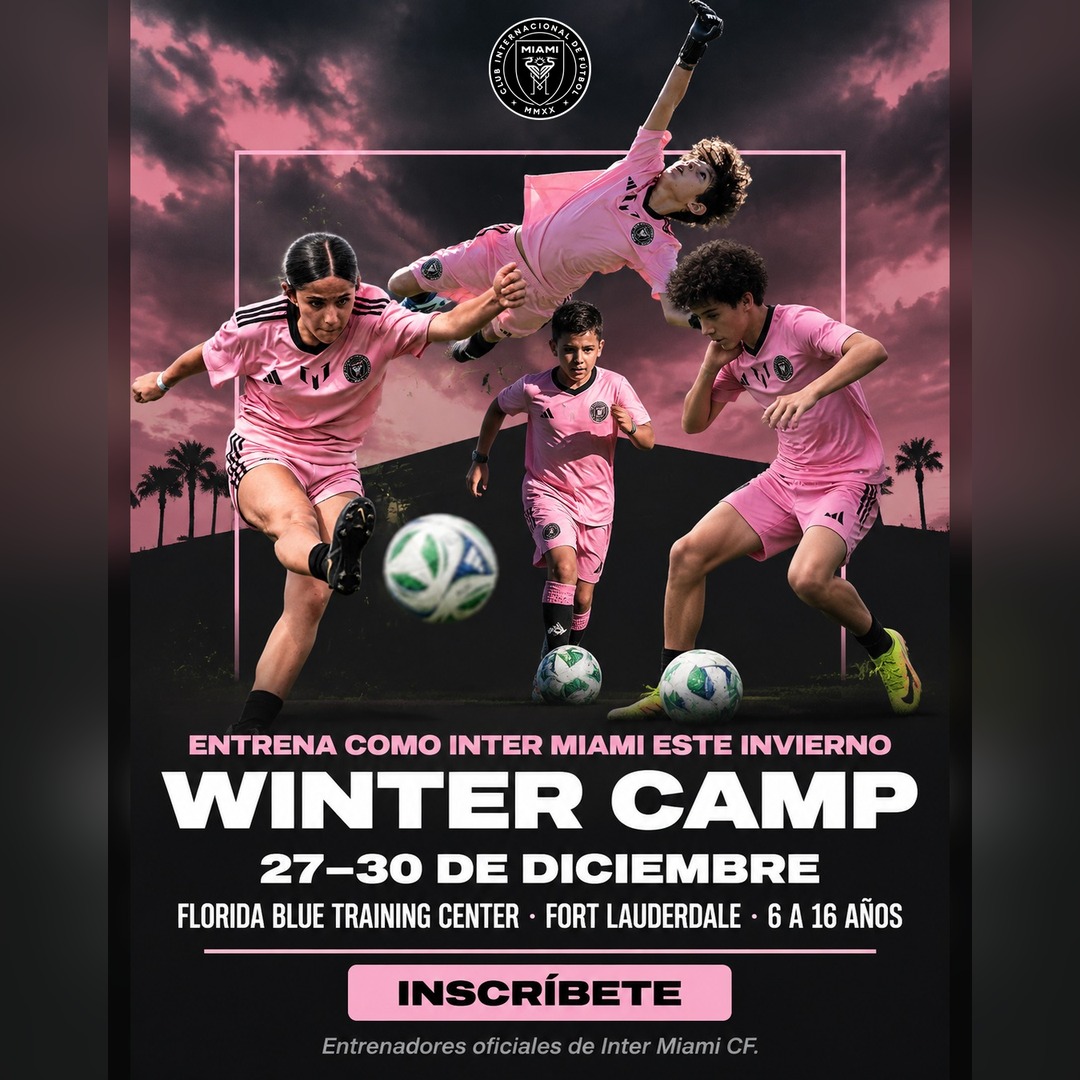 CLUB INTERNACIONAL DE FÚTBOL
MIAMI
MMXX
ENTRENA COMO INTER MIAMI ESTE INVIERNO
WINTER CAMP
27–30 DE DICIEMBRE
FLORIDA BLUE TRAINING CENTER · FORT LAUDERDALE · 6 A 16 AÑOS
INSCRÍBETE
Entrenadores oficiales de Inter Miami CF.